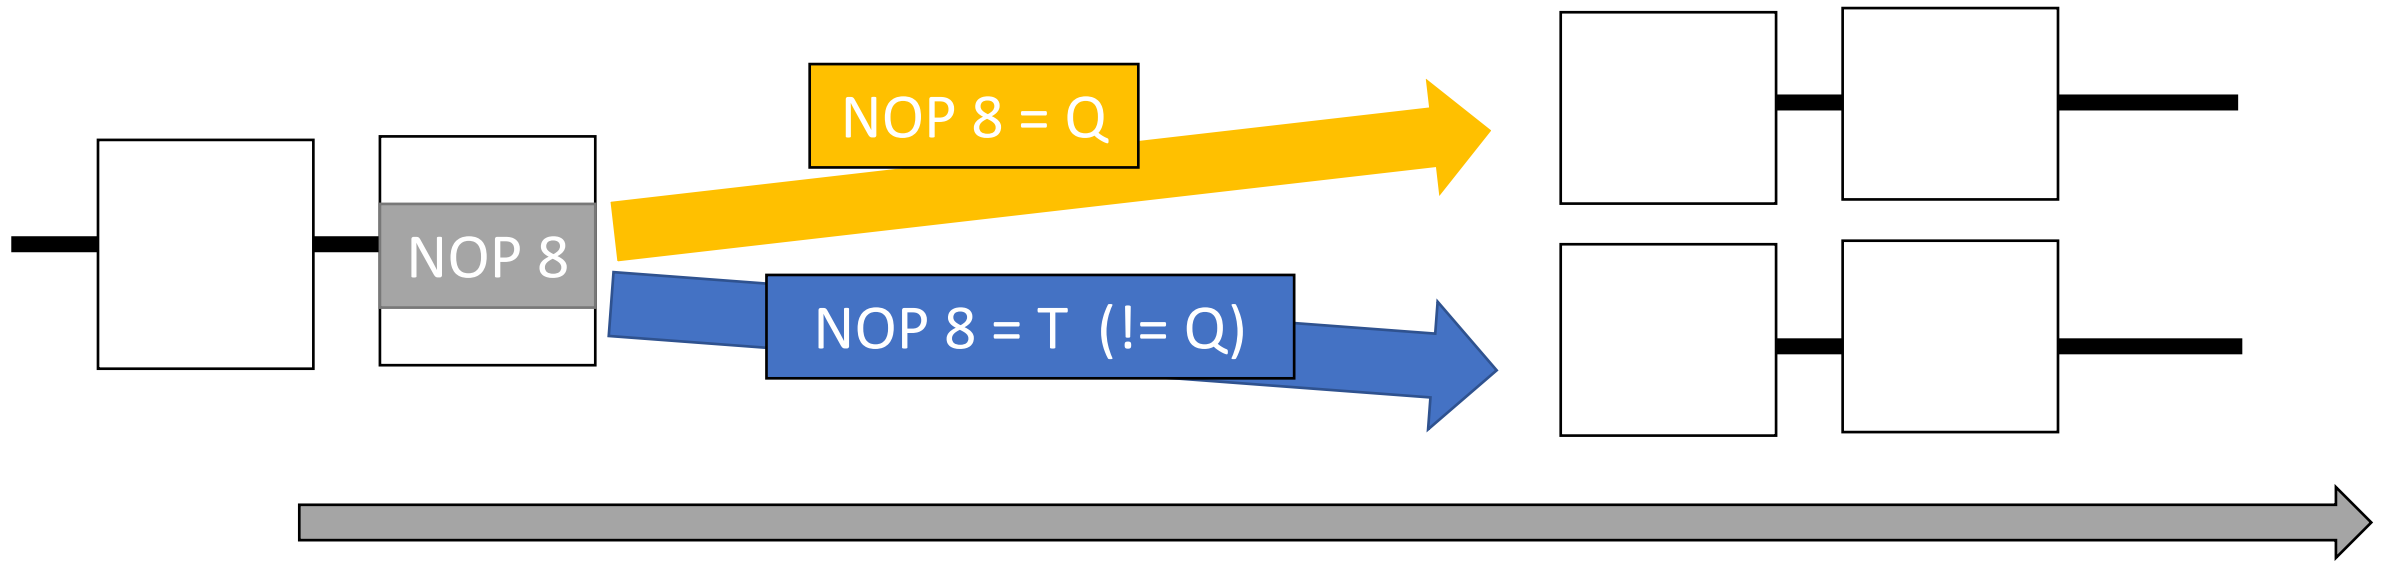 NOP 8 = Q
NOP 8
NOP 8 = T (!= Q)